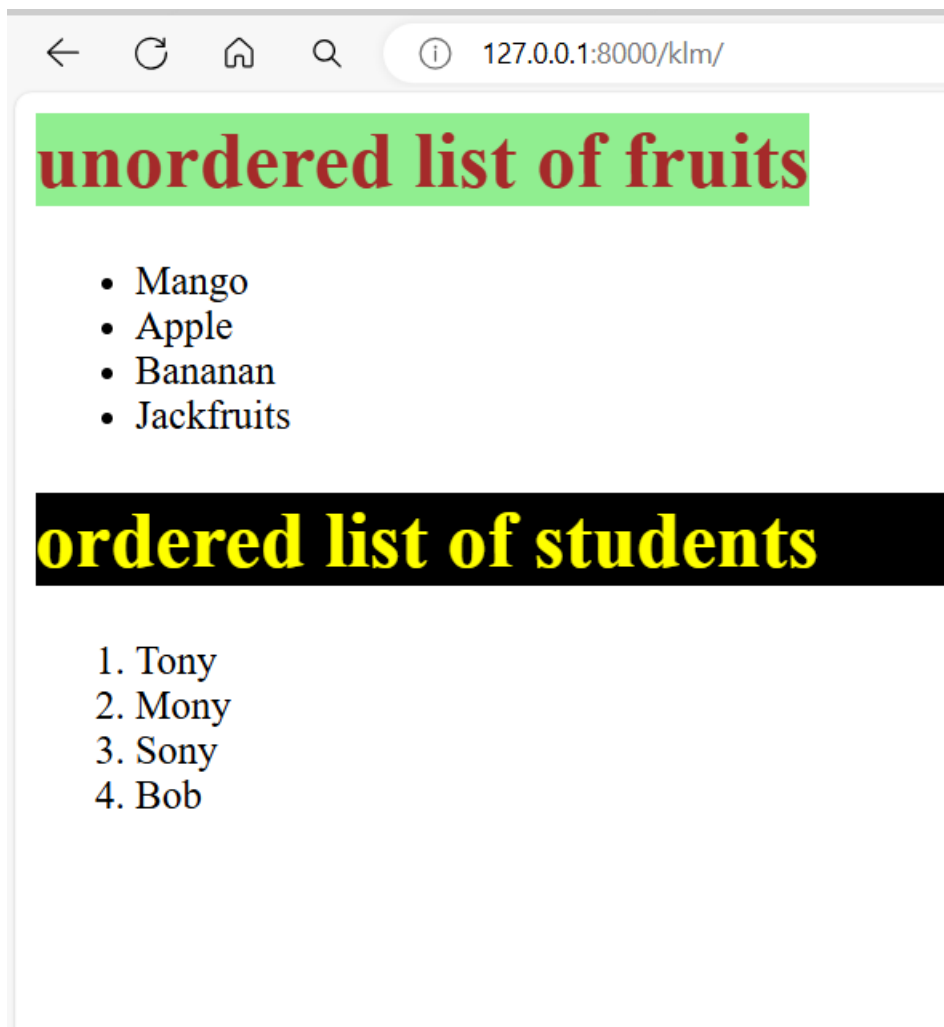 127.0.0.1:8000/klm/
unordered list of fruits
• Mango
• Apple
• Bananan
• Jackfruits
ordered list of students
1. Tony
2. Mony
3. Sony
4. Bob